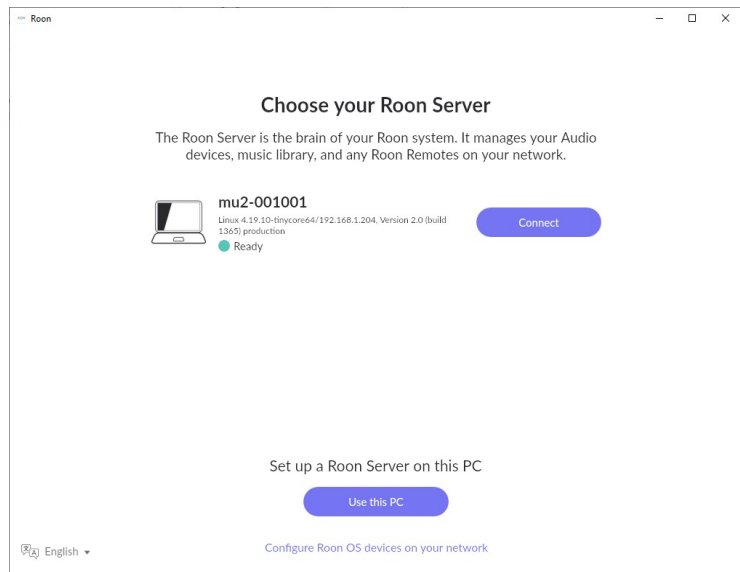 Roon
Choose your Roon Server
The Roon Server is the brain of your Roon system. It manages your Audio
devices, music library, and any Roon Remotes on your network.
mu2-001001
Linux 4.19.10-tinycore64/192.168.1.204, Version 2.0 (build
1365) production
Ready
Connect
Set up a Roon Server on this PC
Use this PC
Configure Roon OS devices on your network
English